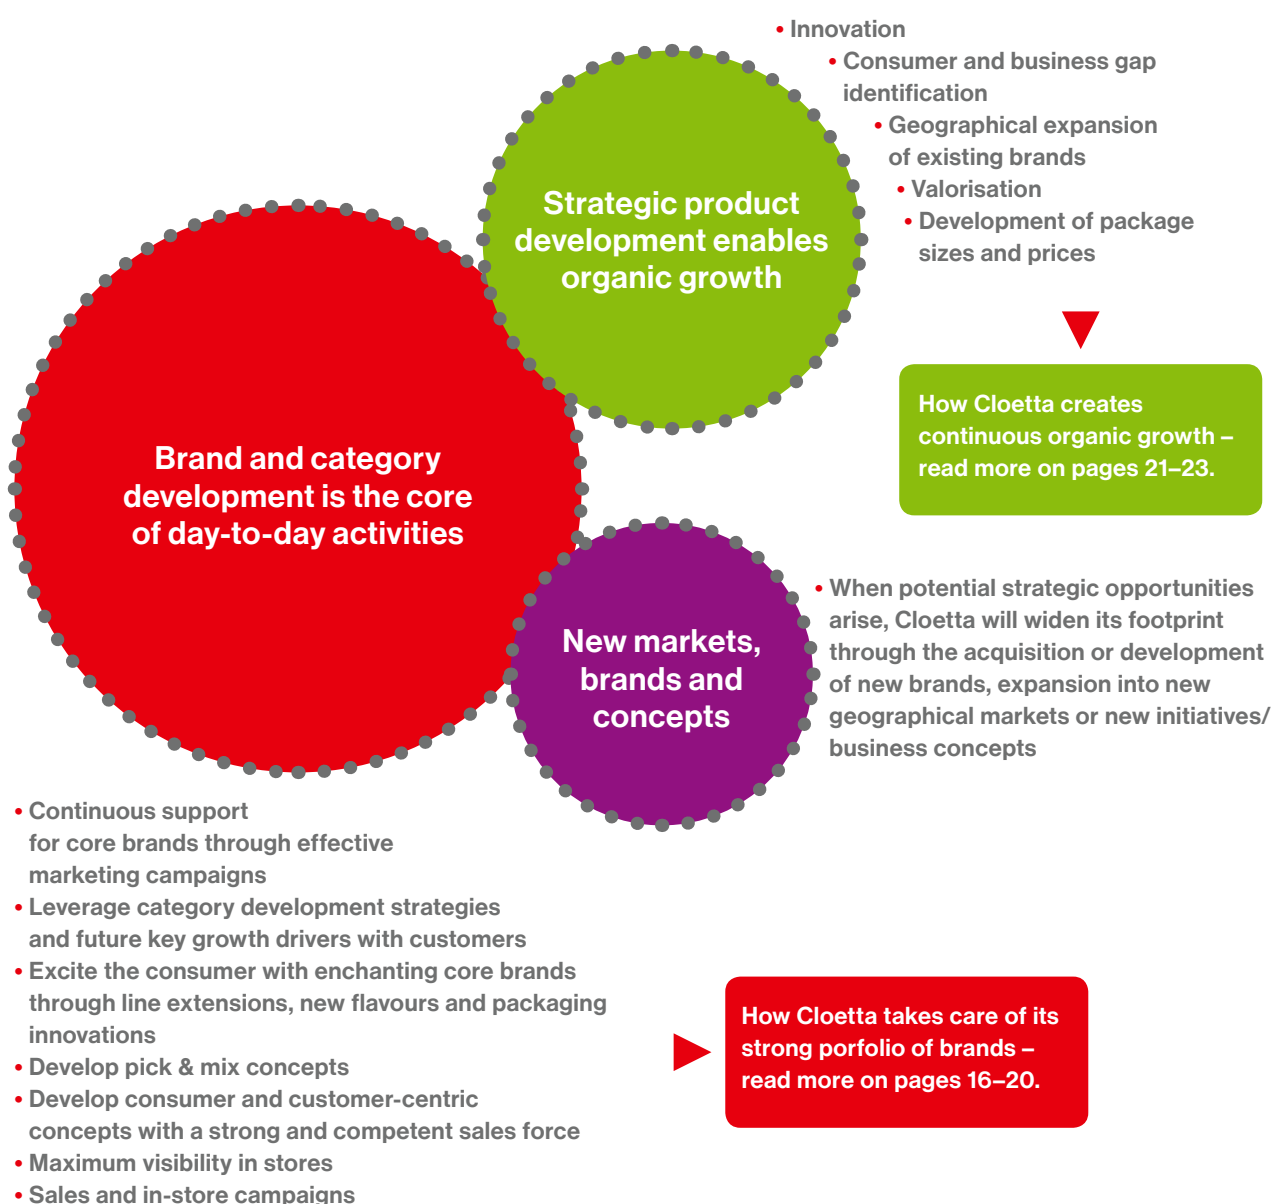 • Innovation
• Consumer and business gap
identification
• Geographical expansion
of existing brands
• Valorisation
• Development of package
sizes and prices
Strategic product
development enables
organic growth
How Cloetta creates
continuous organic growth –
read more on pages 21–23.
Brand and category
development is the core
of day-to-day activities
New markets,
brands and
concepts
• When potential strategic opportunities
arise, Cloetta will widen its footprint
through the acquisition or development
of new brands, expansion into new
geographical markets or new initiatives/
business concepts
• Continuous support
for core brands through effective
marketing campaigns
• Leverage category development strategies
and future key growth drivers with customers
• Excite the consumer with enchanting core brands
through line extensions, new flavours and packaging
innovations
• Develop pick & mix concepts
• Develop consumer and customer-centric
concepts with a strong and competent sales force
• Maximum visibility in stores
• Sales and in-store campaigns
How Cloetta takes care of its
strong porfolio of brands –
read more on pages 16–20.